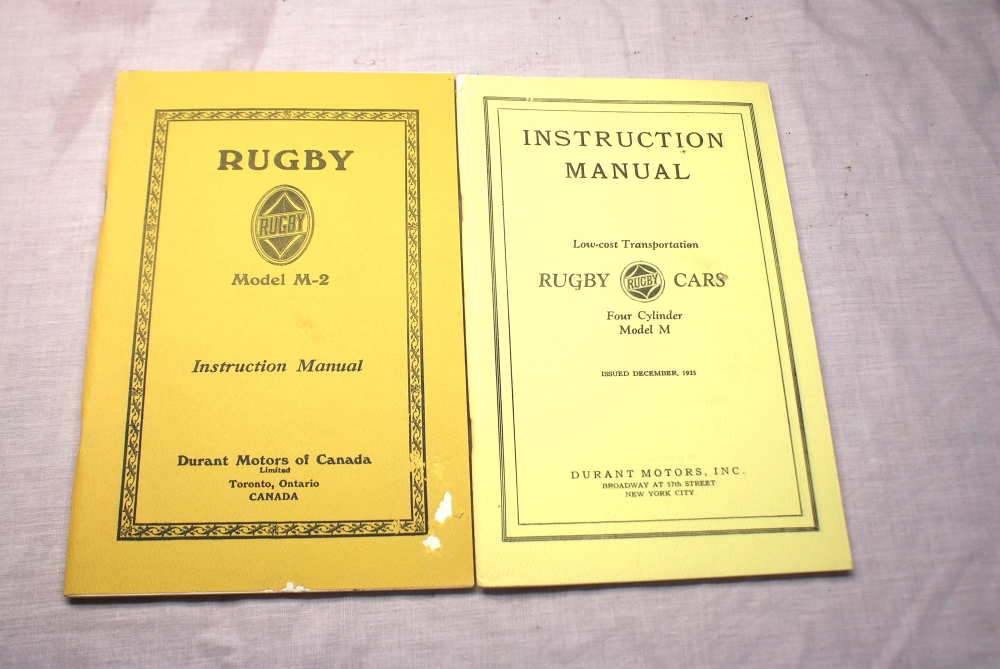 RUGBY
RUGBY
Model M-2
Instruction Manual
Durant Motors of Canada
Limited
Toronto, Ontario
CANADA
INSTRUCTION
MANUAL
Low-cost Transportation
RUGBY RUGBY CARS
Four Cylinder
Model M
ISSUED DECEMBER, 1925
DURANT MOTORS, INC.
BROADWAY AT 57th STREET
NEW YORK CITY